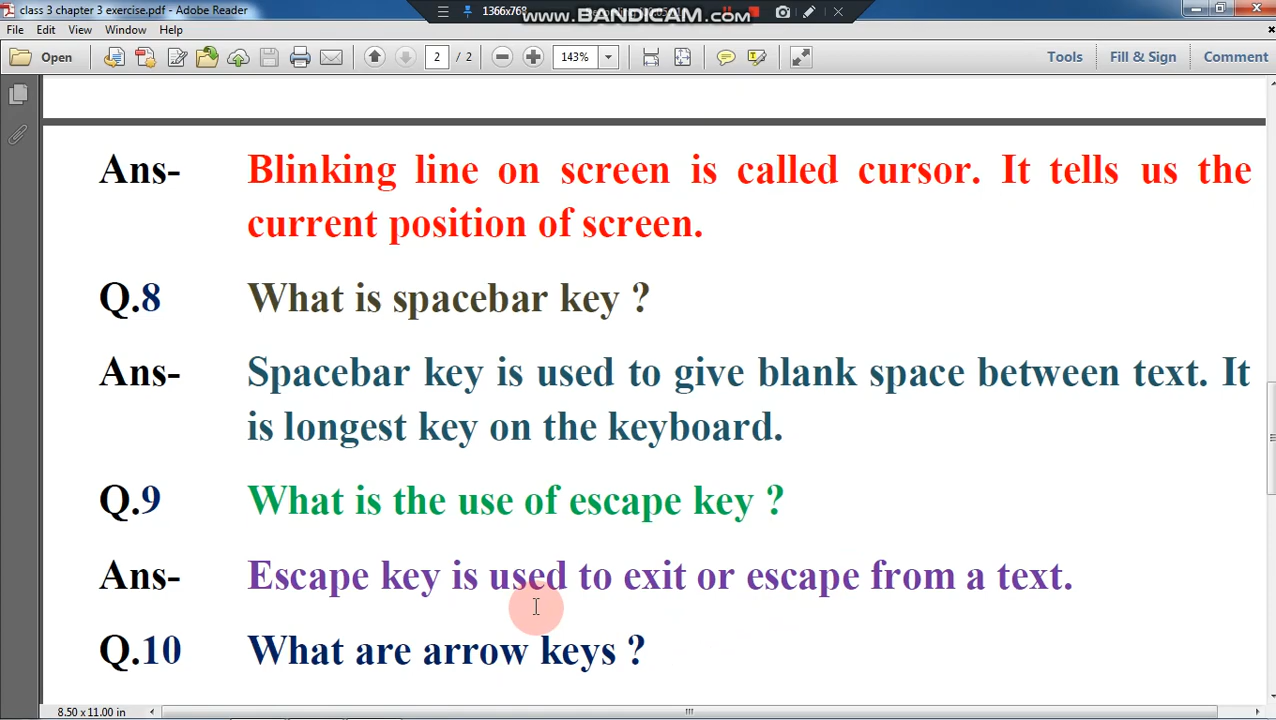 class 3 chapter 3 exercise.pdf - Adobe Reader
1366x768
www.BANDICAM.com
File Edit View Window Help
Open 2 / 2 143% Tools Fill & Sign Comment
Ans- Blinking line on screen is called cursor. It tells us the
current position of screen.
Q.8 What is spacebar key ?
Ans- Spacebar key is used to give blank space between text. It
is longest key on the keyboard.
Q.9 What is the use of escape key ?
Ans- Escape key is used to exit or escape from a text.
Q.10 What are arrow keys ?
8.50 x 11.00 in